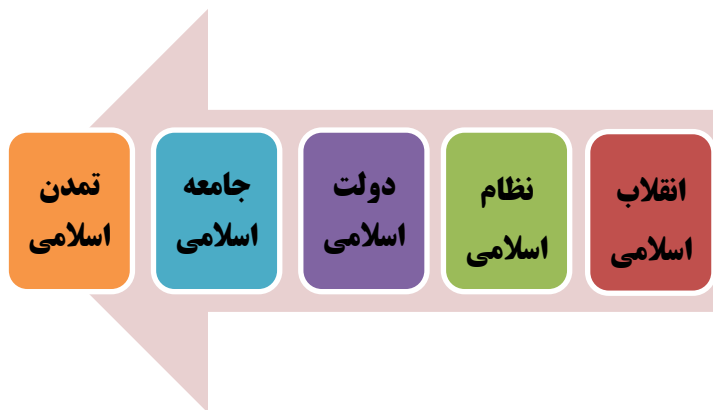 انقلاب
اسلامی
نظام
اسلامی
دولت
اسلامی
جامعه
اسلامی
تمدن
اسلامی